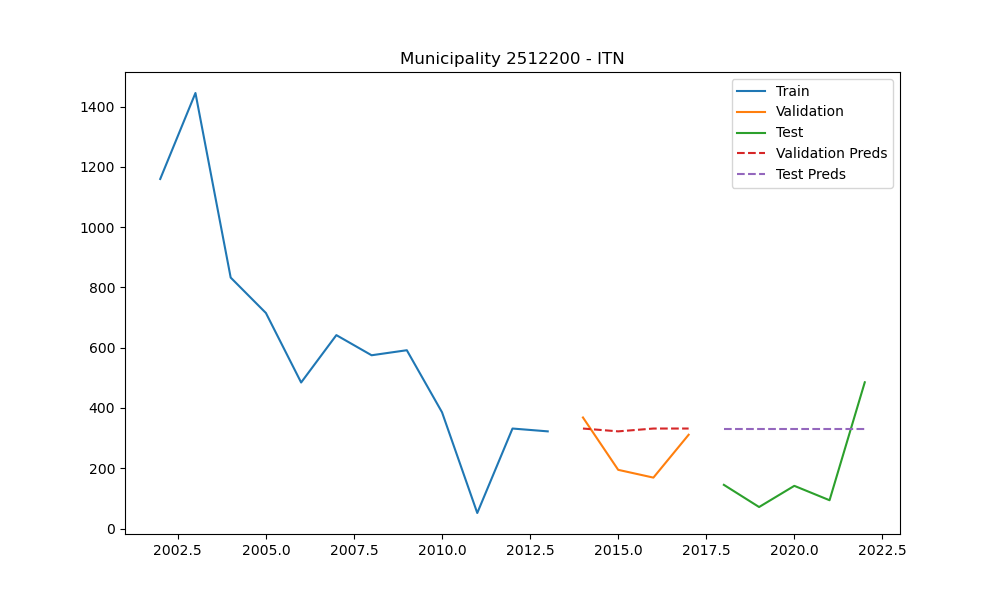 Municipality 2512200 - ITN
Train
Validation
Test
Validation Preds
Test Preds
1400
1200
1000
800
600
400
200
0
2002.5 2005.0 2007.5 2010.0 2012.5 2015.0 2017.5 2020.0 2022.5